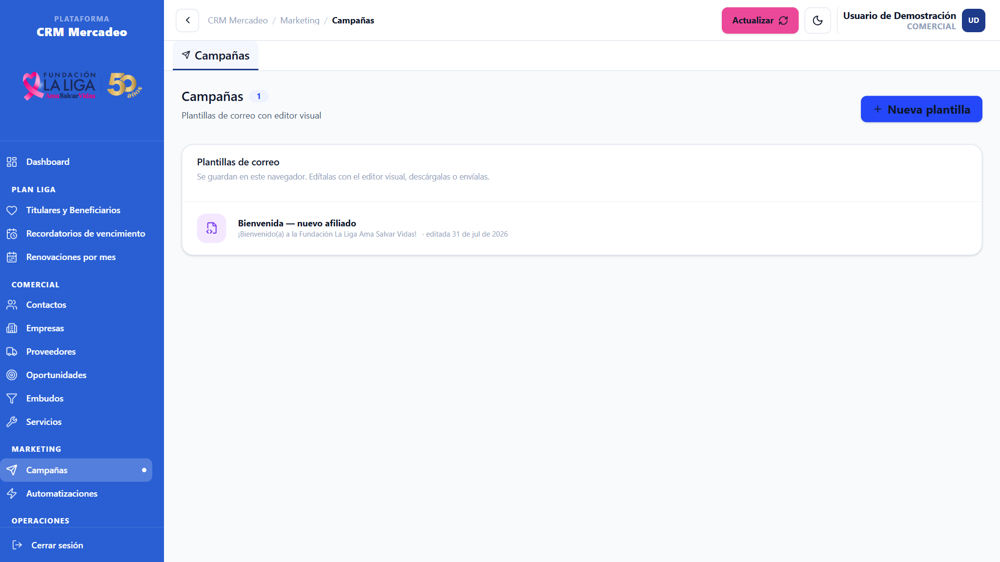 PLATAFORMA
CRM Mercadeo
FUNDACIÓN
LA LIGA
AmaSalvarVidas
50 años
Dashboard
PLAN LIGA
Titulares y Beneficiarios
Recordatorios de vencimiento
Renovaciones por mes
COMERCIAL
Contactos
Empresas
Proveedores
Oportunidades
Embudos
Servicios
MARKETING
Campañas
Automatizaciones
OPERACIONES
Cerrar sesión
CRM Mercadeo / Marketing / Campañas
Actualizar
Usuario de Demostración
COMERCIAL
UD
Campañas
Campañas 1
Plantillas de correo con editor visual
+ Nueva plantilla
Plantillas de correo
Se guardan en este navegador. Edítalas con el editor visual, descárgalas o envíalas.
Bienvenida — nuevo afiliado
¡Bienvenido(a) a la Fundación La Liga Ama Salvar Vidas! · editada 31 de jul de 2026